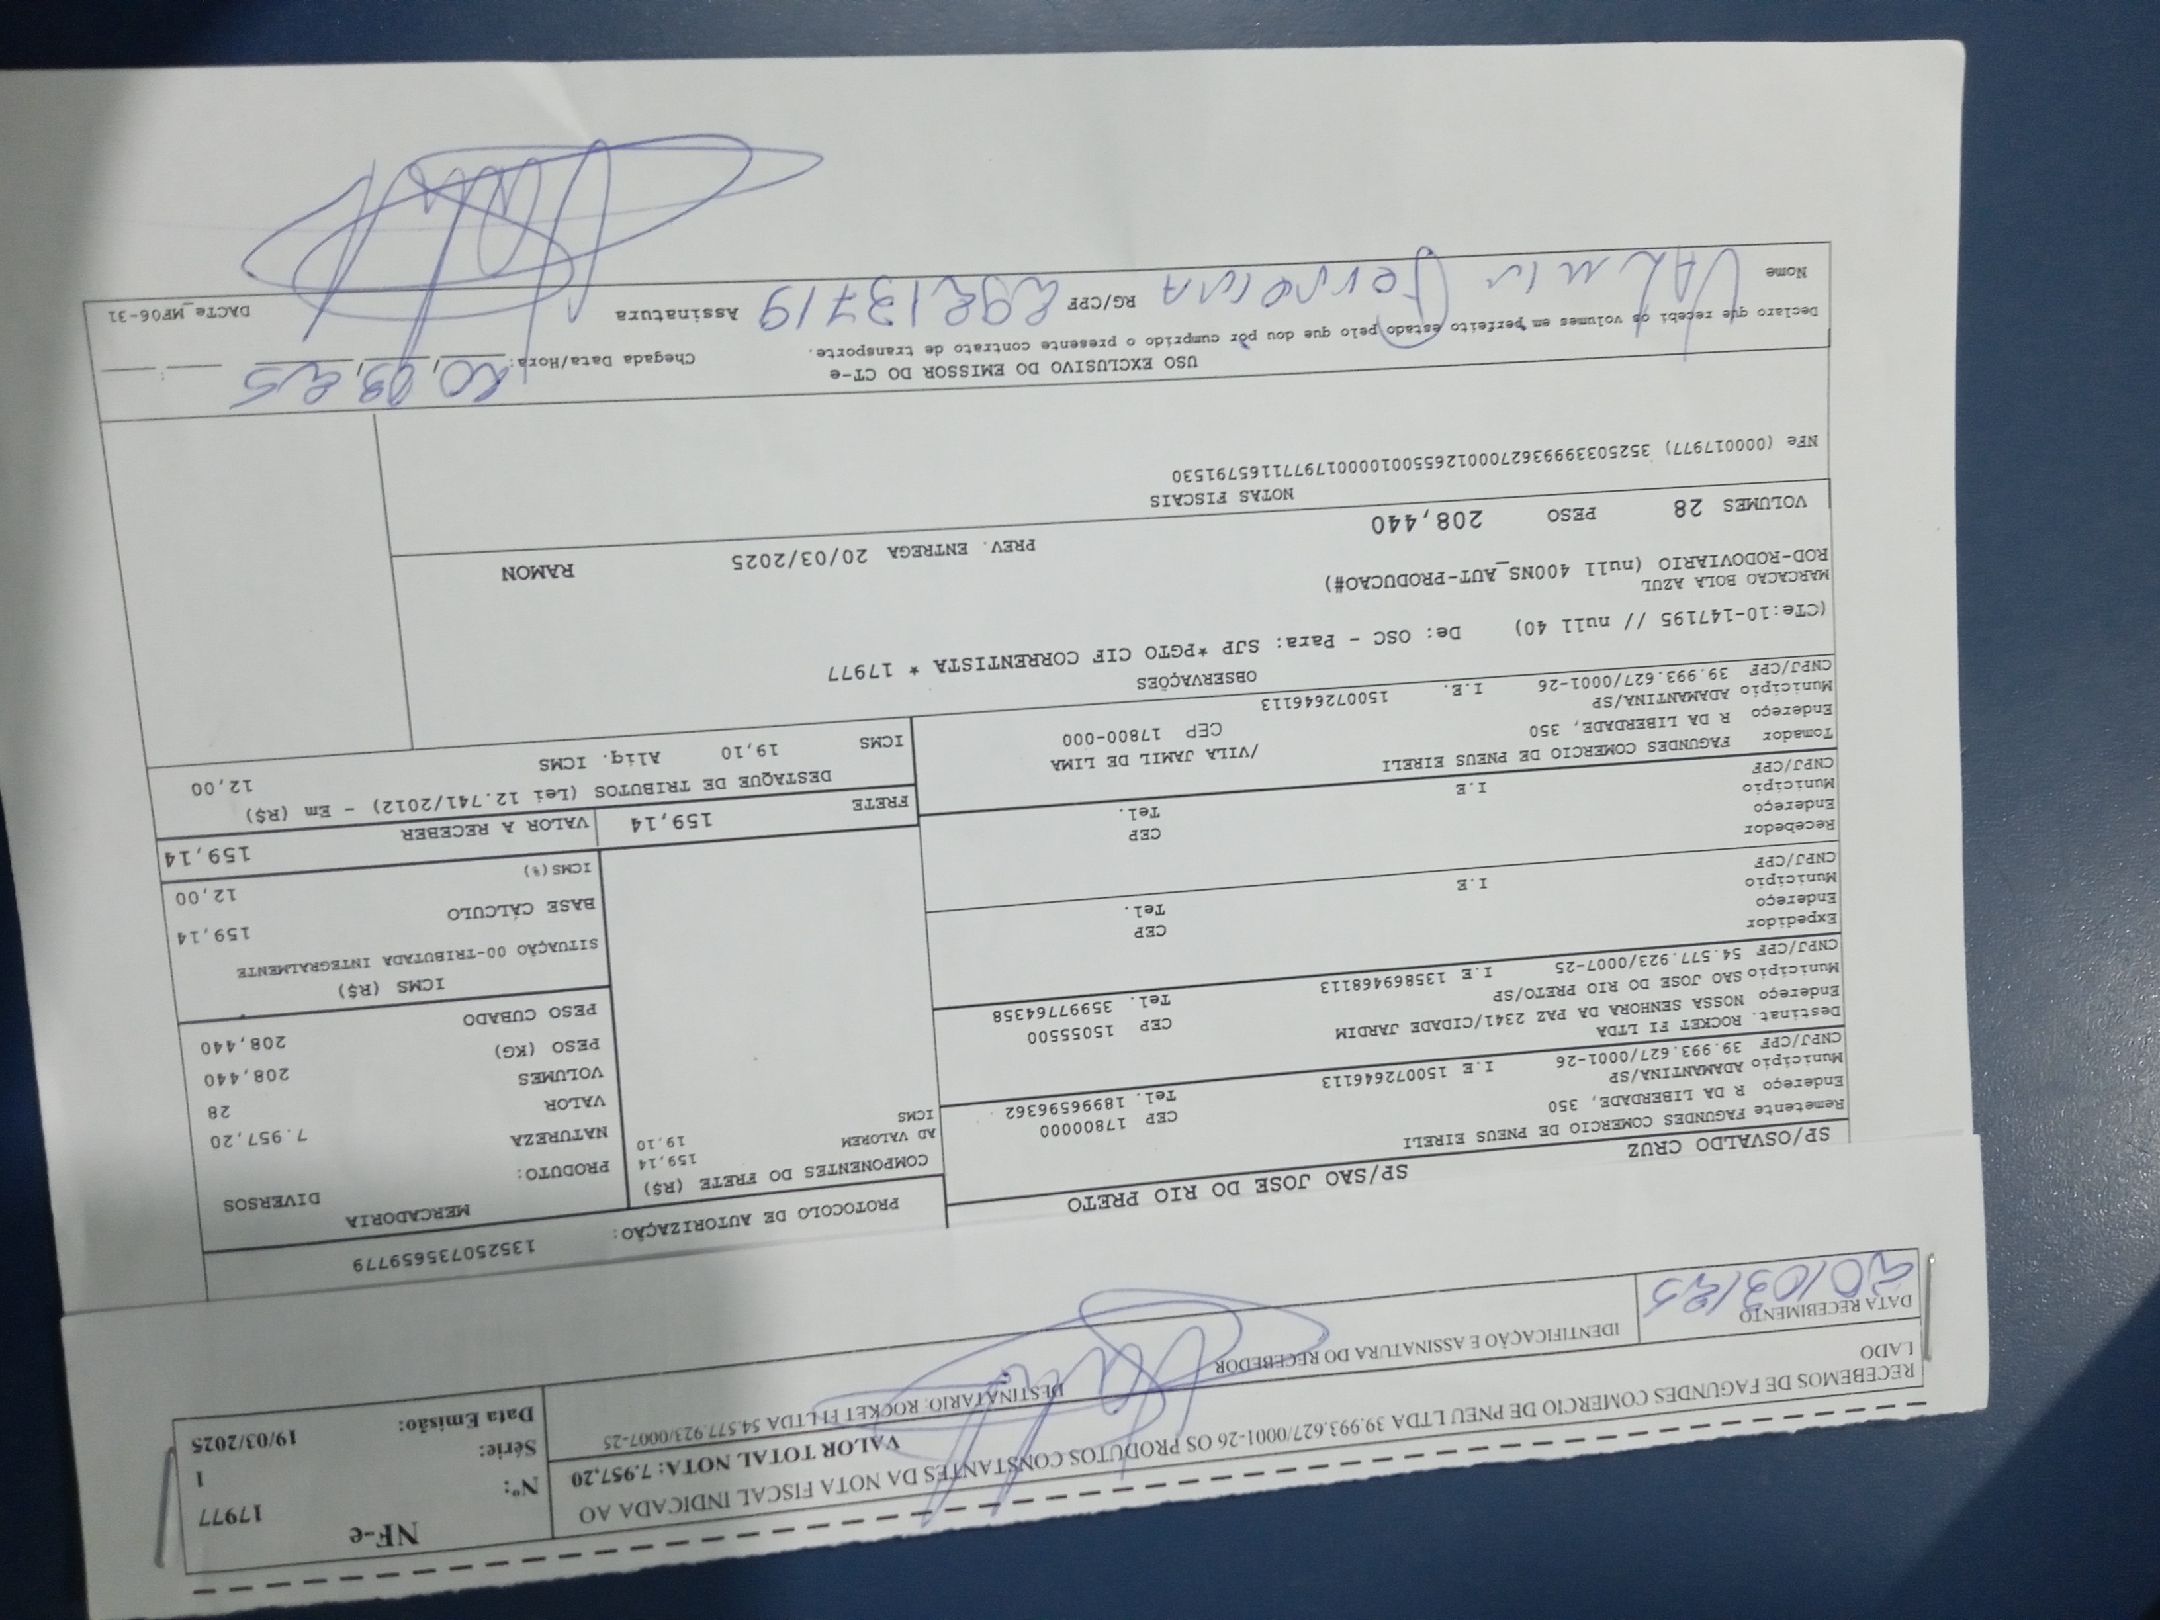 RECEBEMOS DE FAGUNDES COMERCIO DE PNEU LTDA 39.993.627/0001-26 OS PRODUTOS CONSTANTES DA NOTA FISCAL INDICADA AO
LADO
VALOR TOTAL NOTA: 7.957,20
DESTINATARIO: ROCKET FI LTDA 54.577.923/0007-25
DATA RECEBIMENTO
20/03/25
IDENTIFICAÇÃO E ASSINATURA DO RECEBEDOR
NF-e
Nº: 17977
Série: 1
Data Emissão: 19/03/2025
SP/OSVALDO CRUZ SP/SAO JOSE DO RIO PRETO
PROTOCOLO DE AUTORIZAÇÃO: 135250735659779
Remetente FAGUNDES COMERCIO DE PNEUS EIRELI
Endereço R DA LIBERDADE, 350 CEP 17800000
Município ADAMANTINA/SP Tel. 18996596362
CNPJ/CPF 39.993.627/0001-26 I.E 15007264613
Destinat. ROCKET FI LTDA
Endereço NOSSA SENHORA DA PAZ 2341/CIDADE JARDIM CEP 15055500
Município SAO JOSE DO RIO PRETO/SP Tel. 35997764358
CNPJ/CPF 54.577.923/0007-25 I.E 135869468113
Expedidor
Endereço CEP
Município Tel.
CNPJ/CPF I.E
Recebedor
Endereço CEP
Município Tel.
CNPJ/CPF I.E
Tomador FAGUNDES COMERCIO DE PNEUS EIRELI
Endereço R DA LIBERDADE, 350 /VILA JAMIL DE LIMA
Município ADAMANTINA/SP CEP 17800-000
CNPJ/CPF 39.993.627/0001-26 I.E. 150072646113
COMPONENTES DO FRETE (R$)
AD VALOREM 159,14
ICMS 19,10
FRETE 159,14
MERCADORIA
PRODUTO: DIVERSOS
NATUREZA
VALOR 7.957,20
VOLUMES 28
PESO (KG) 208,440
PESO CUBADO 208,440
ICMS (R$)
SITUAÇÃO 00-TRIBUTADA INTEGRALMENTE
BASE CÁLCULO 159,14
ICMS(%) 12,00
VALOR A RECEBER 159,14
DESTAQUE DE TRIBUTOS (Lei 12.741/2012) - Em (R$)
ICMS 19,10 Aliq. ICMS 12,00
OBSERVAÇÕES
(CTe:10-147195 // null 40) De: OSC - Para: SJP *PGTO CIF CORRENTISTA * 17977
MARCACAO BOLA AZUL
ROD-RODOVIARIO (null 400NS_AUT-PRODUCAO#)
VOLUMES 28 PESO 208,440 PREV. ENTREGA 20/03/2025 RAMON
NOTAS FISCAIS
NFe (000017977) 35250339993627000126550010000179771165791530
USO EXCLUSIVO DO EMISSOR DO CT-e
Declaro que recebi os volumes em perfeito estado pelo que dou por cumprido o presente contrato de transporte.
Chegada Data/Hora: 20,03,25 __:__
Nome VALMIR Ferreira RG/CPF 29213719 Assinatura
DACTe_MF06-31